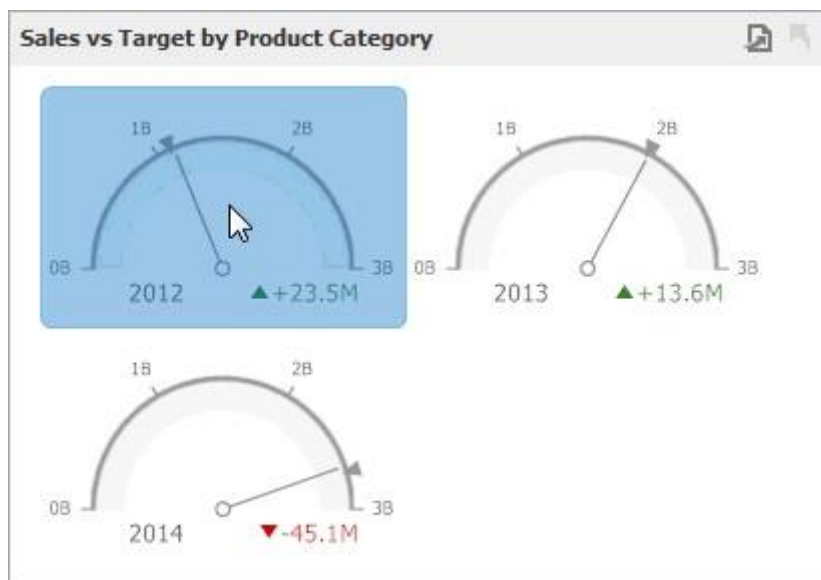 Sales vs Target by Product Category
1B 2B 1B 2B
0B 3B 0B 3B
2012 ▲+23.5M 2013 ▲+13.6M
1B 2B
0B 3B
2014 ▼-45.1M